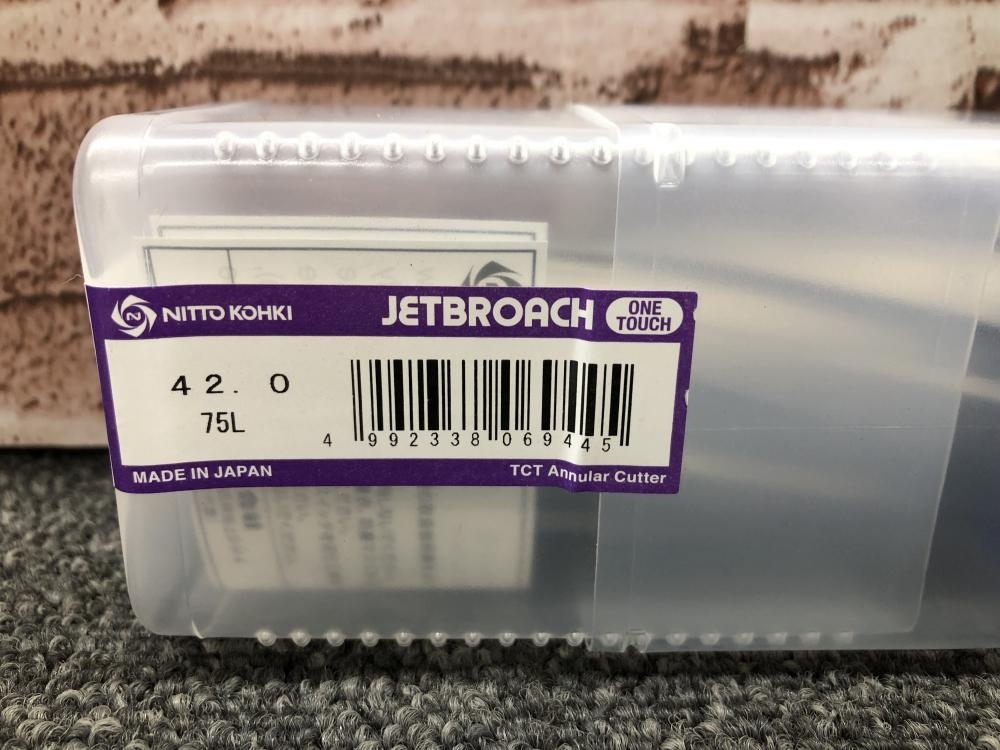 NITTO KOHKI
JETBROACH
ONE
TOUCH
42.0
75L
4 992338 069445
MADE IN JAPAN
TCT Annular Cutter